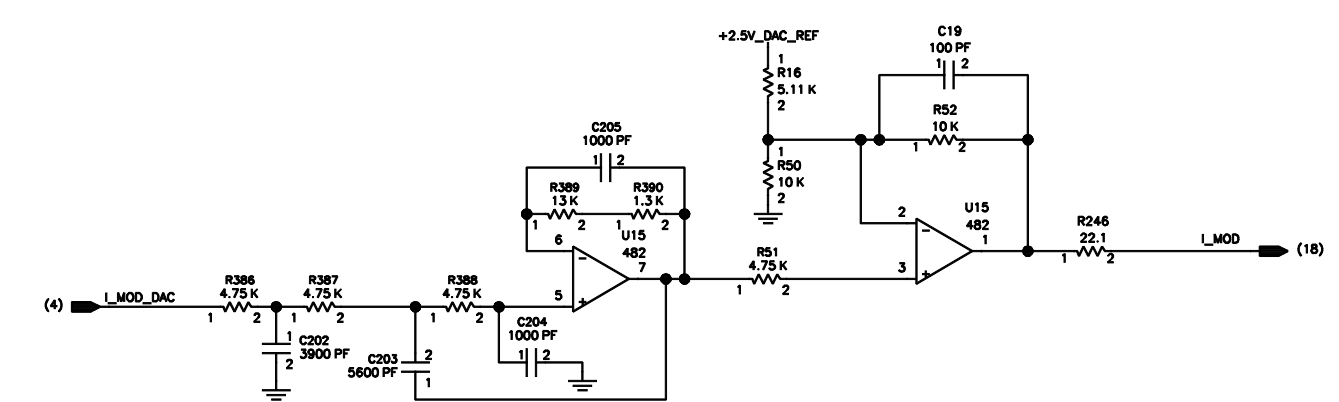 (4)
I_MOD_DAC
R386
4.75 K
1 2
C202
3900 PF
1
2
R387
4.75 K
1 2
C203
5600 PF
2
1
R388
4.75 K
1 2
C204
1000 PF
1 2
C205
1000 PF
1 2
R389
13 K
1 2
R390
1.3 K
1 2
U15
482
6
5
7
-
+
+2.5V_DAC_REF
1
R16
5.11 K
2
1
R50
10 K
2
R51
4.75 K
1 2
C19
100 PF
1 2
R52
10 K
1 2
U15
482
2
3
1
-
+
R246
22.1
1 2
I_MOD
(18)